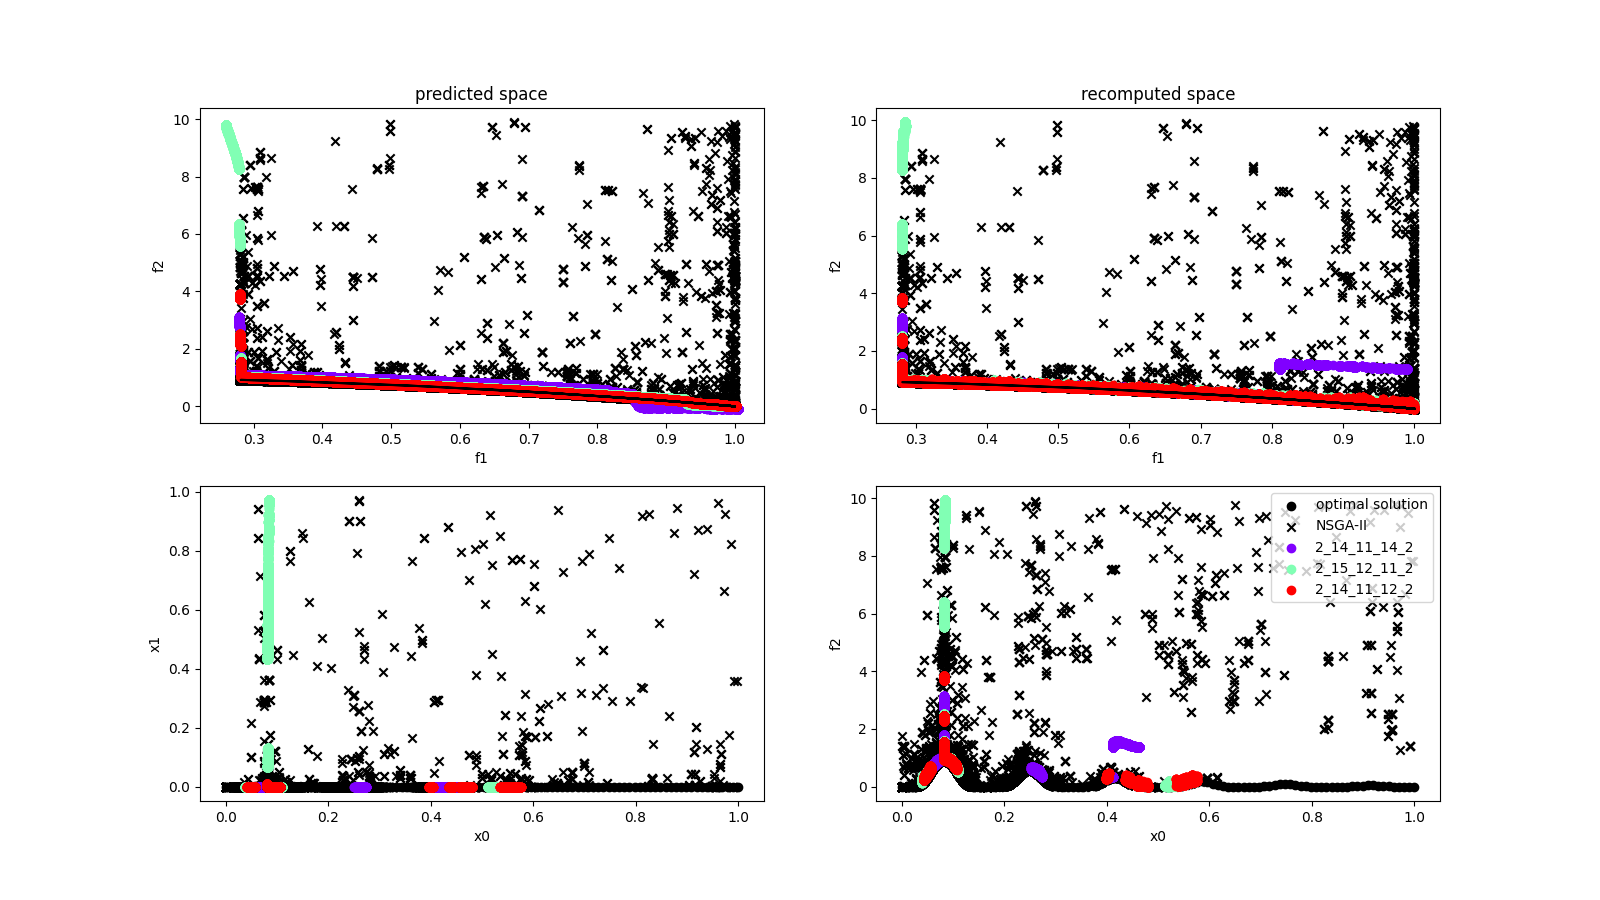 predicted space
10
8
6
4
2
0
f2
0.3 0.4 0.5 0.6 0.7 0.8 0.9 1.0
f1
recomputed space
10
8
6
4
2
0
f2
0.3 0.4 0.5 0.6 0.7 0.8 0.9 1.0
f1
1.0
0.8
0.6
0.4
0.2
0.0
x1
0.0 0.2 0.4 0.6 0.8 1.0
x0
10
8
6
4
2
0
f2
0.0 0.2 0.4 0.6 0.8 1.0
x0
optimal solution
NSGA-II
2_14_11_14_2
2_15_12_11_2
2_14_11_12_2